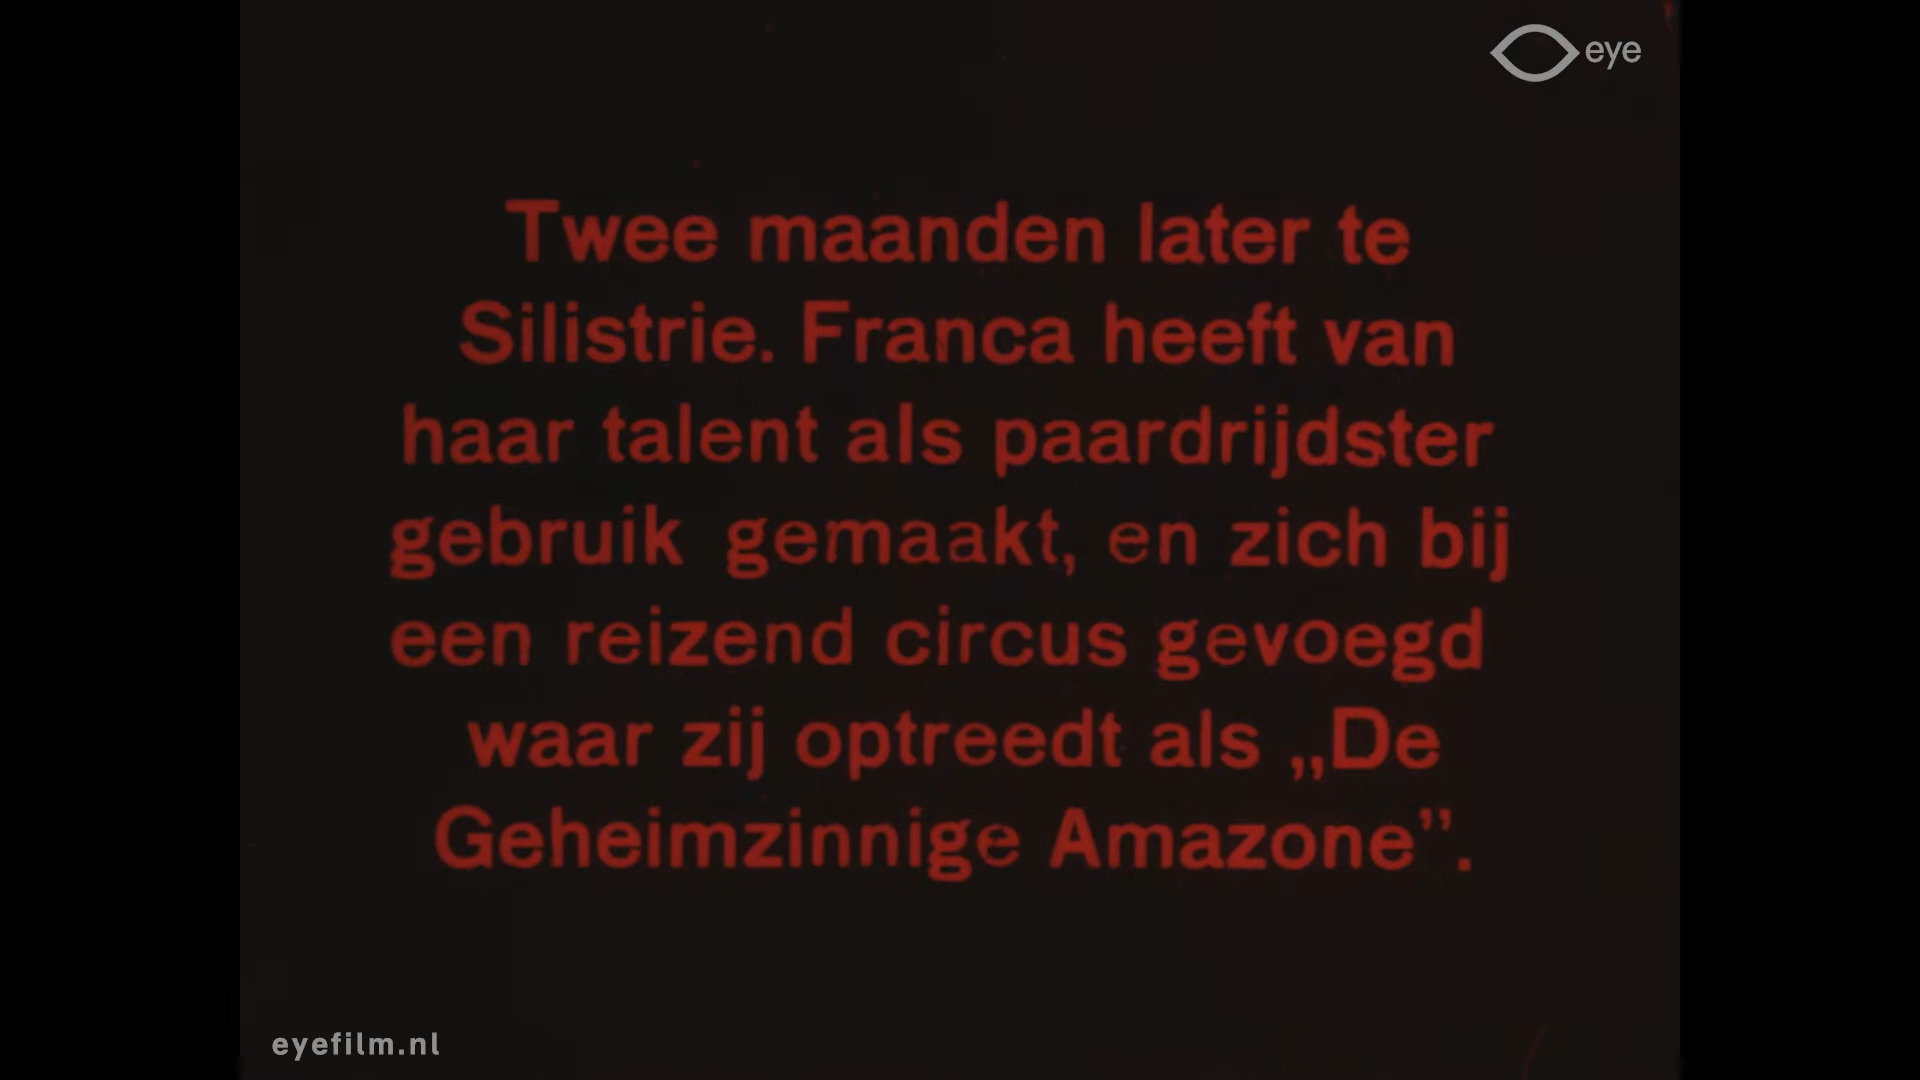 eye
Twee maanden later te
Silistrie. Franca heeft van
haar talent als paardrijdster
gebruik gemaakt, en zich bij
een reizend circus gevoegd
waar zij optreedt als „De
Geheimzinnige Amazone”.
eyefilm.nl